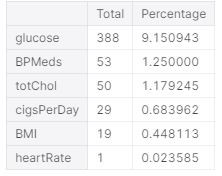 Total Percentage
glucose 388 9.150943
BPMeds 53 1.250000
totChol 50 1.179245
cigsPerDay 29 0.683962
BMI 19 0.448113
heartRate 1 0.023585